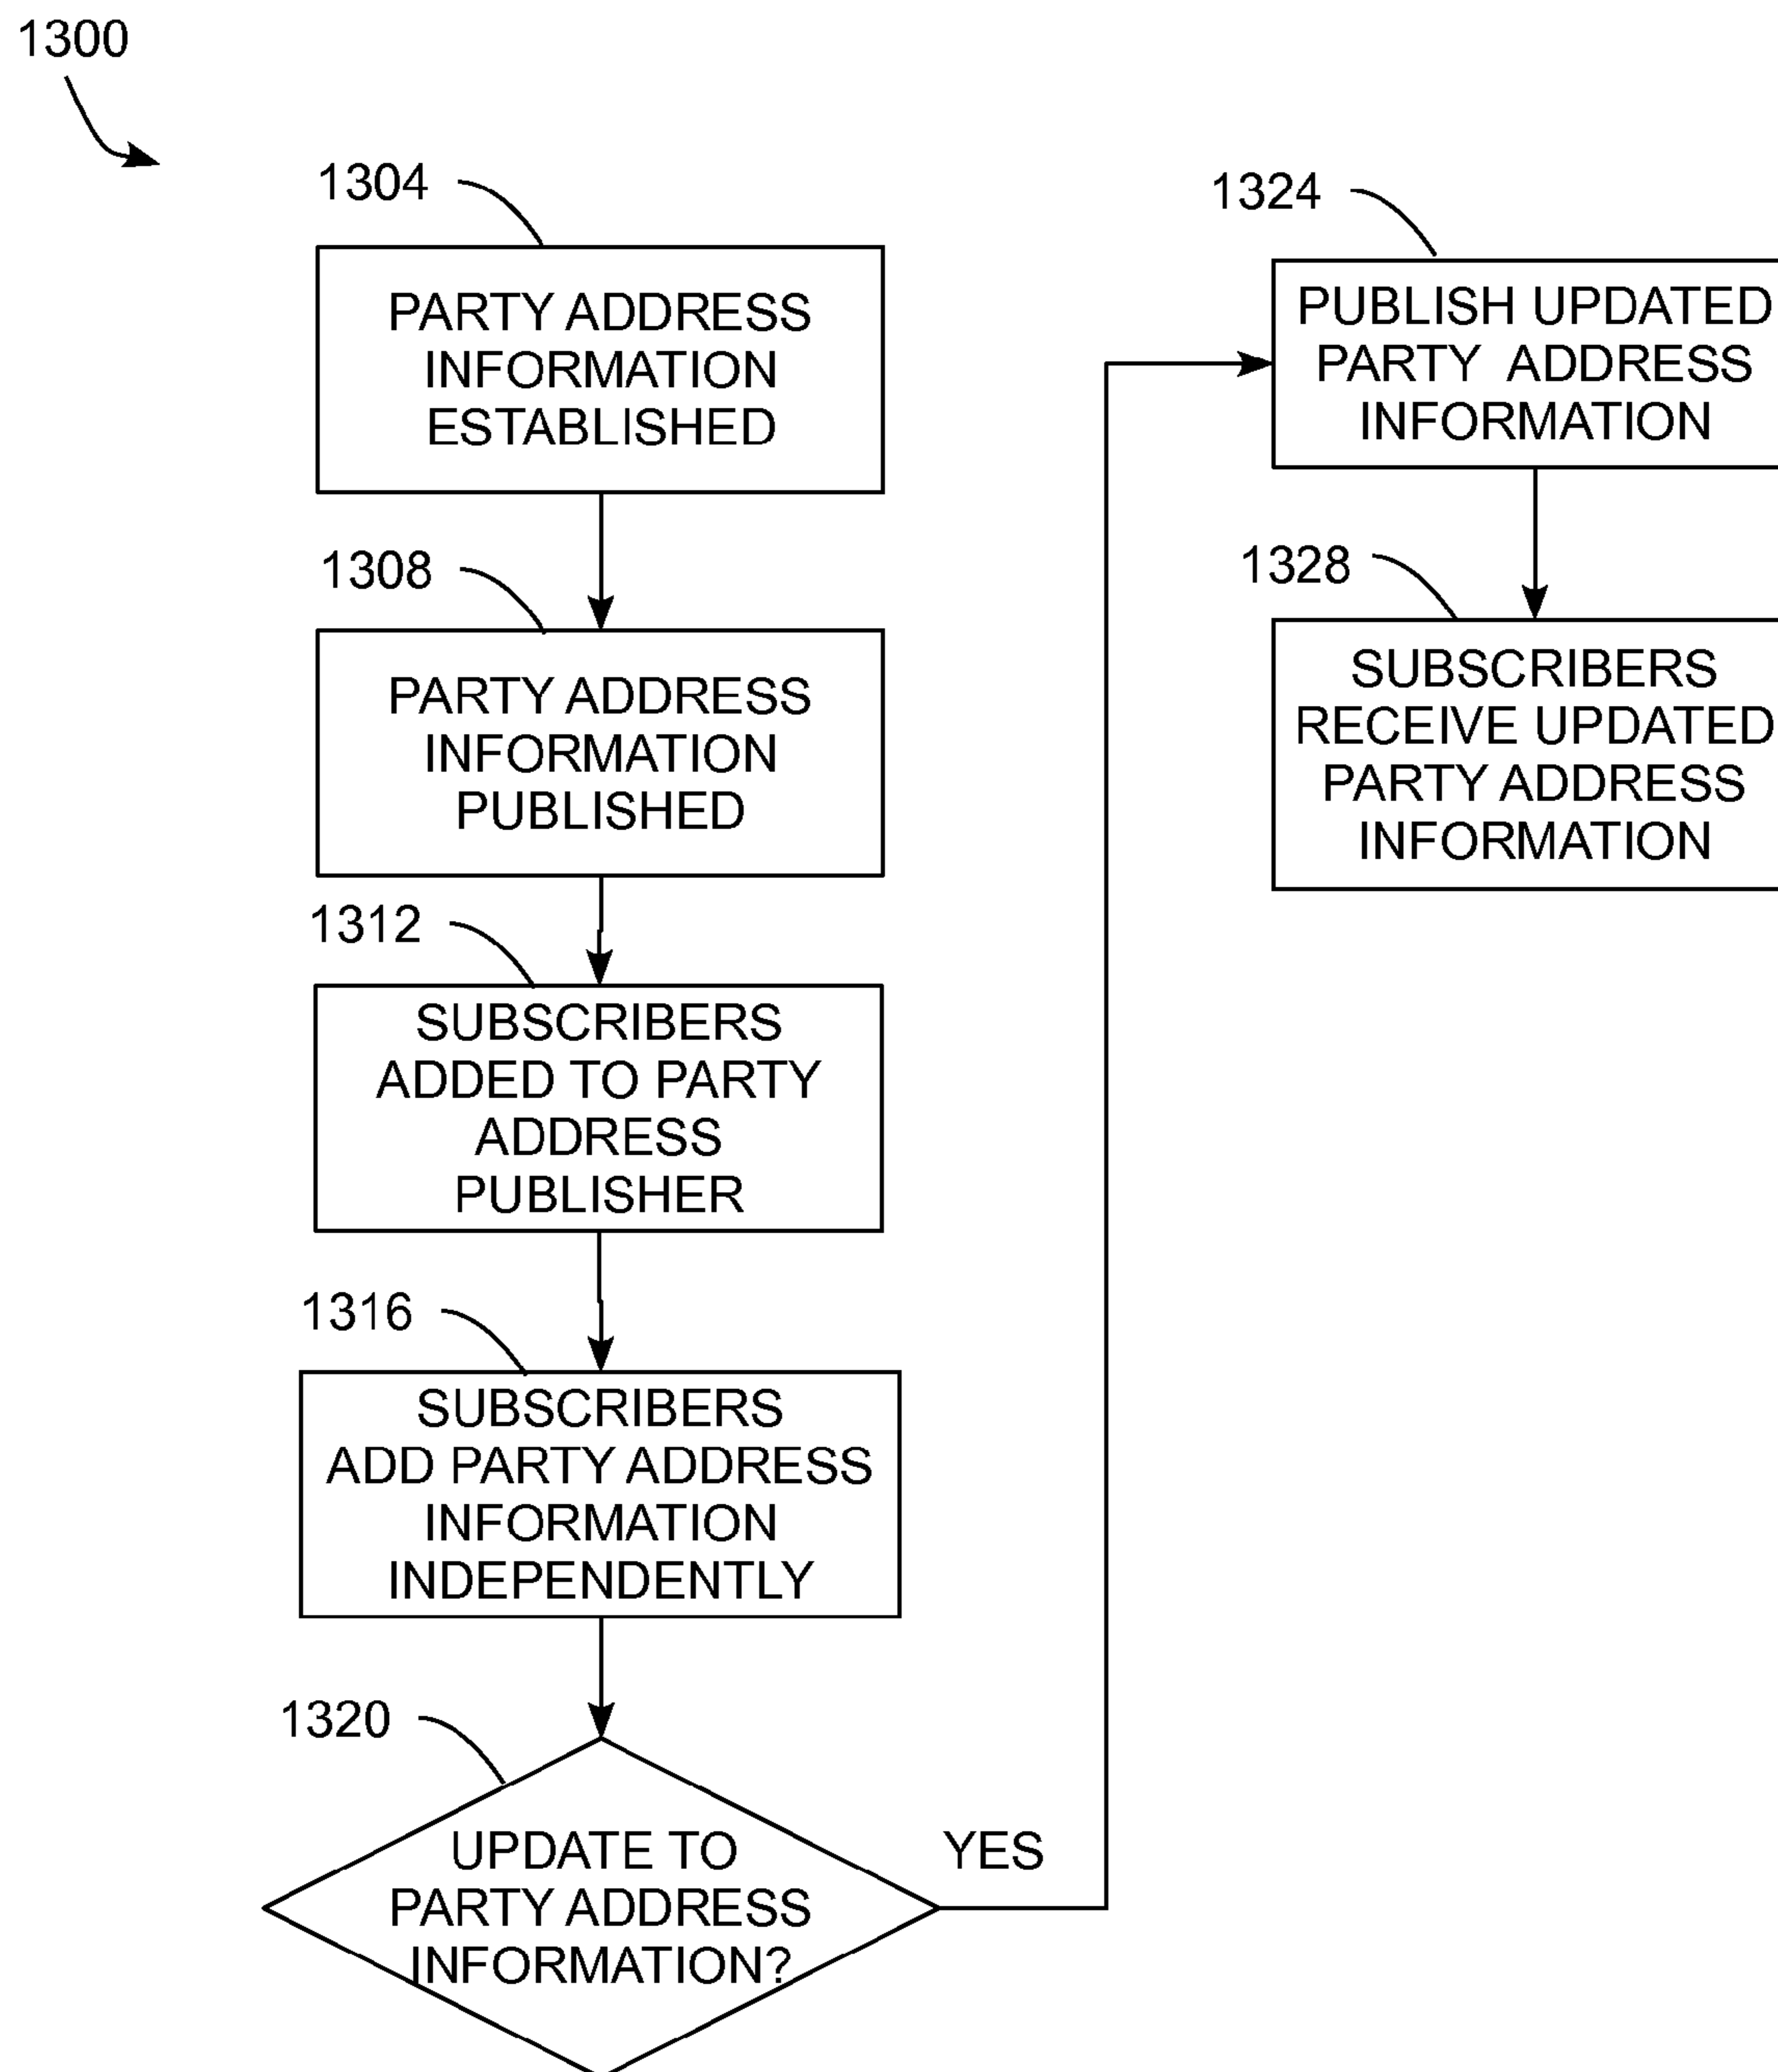 1300
1304
PARTY ADDRESS
INFORMATION
ESTABLISHED
1308
PARTY ADDRESS
INFORMATION
PUBLISHED
1312
SUBSCRIBERS
ADDED TO PARTY
ADDRESS
PUBLISHER
1316
SUBSCRIBERS
ADD PARTY ADDRESS
INFORMATION
INDEPENDENTLY
1320
UPDATE TO
PARTY ADDRESS
INFORMATION?
YES
1324
PUBLISH UPDATED
PARTY ADDRESS
INFORMATION
1328
SUBSCRIBERS
RECEIVE UPDATED
PARTY ADDRESS
INFORMATION